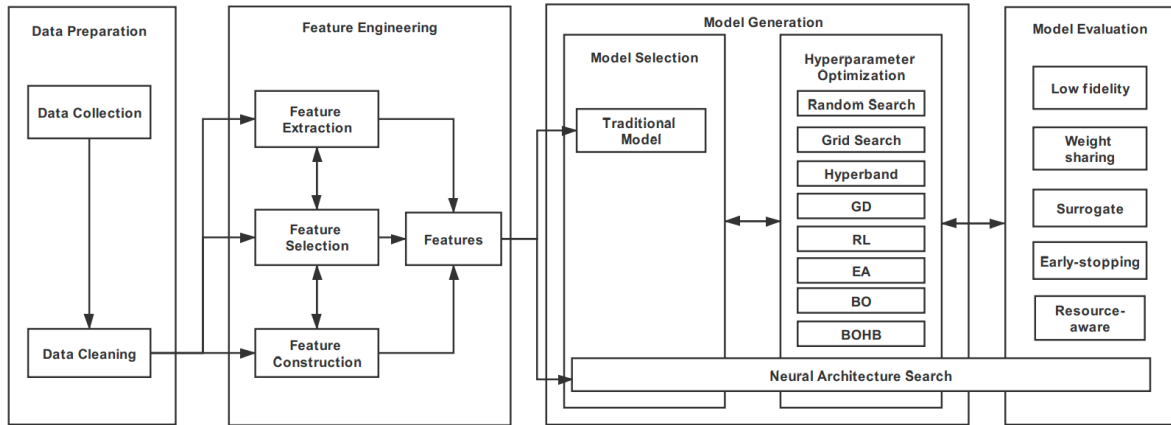 Data Preparation
Data Collection
Data Cleaning
Feature Engineering
Feature
Extraction
Feature
Selection
Feature
Construction
Features
Model Generation
Model Selection
Traditional
Model
Hyperparameter
Optimization
Random Search
Grid Search
Hyperband
GD
RL
EA
BO
BOHB
Neural Architecture Search
Model Evaluation
Low fidelity
Weight
sharing
Surrogate
Early-stopping
Resource-
aware